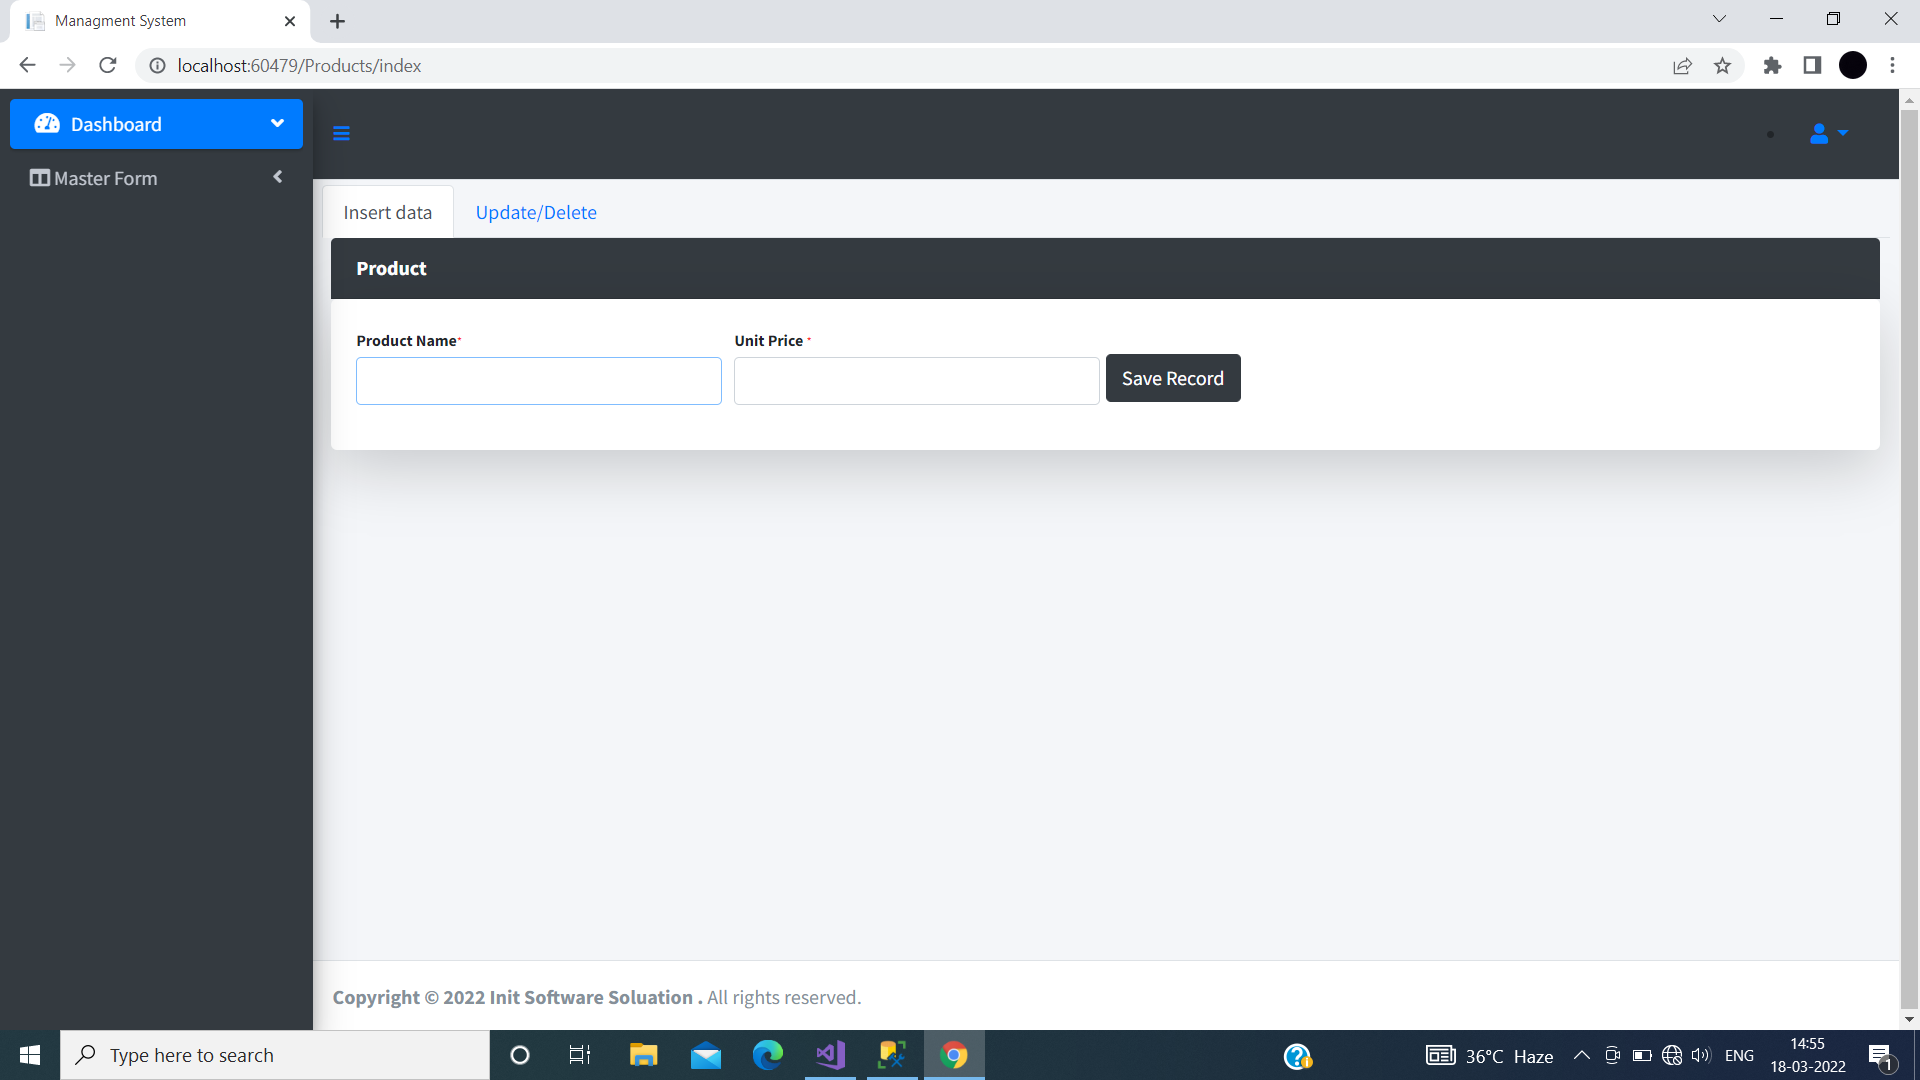 Managment System
localhost:60479/Products/index
Dashboard
Master Form
Insert data
Update/Delete
Product
Product Name*
Unit Price *
Save Record
Copyright © 2022 Init Software Soluation . All rights reserved.
Type here to search
36°C Haze
ENG
14:55
18-03-2022
1